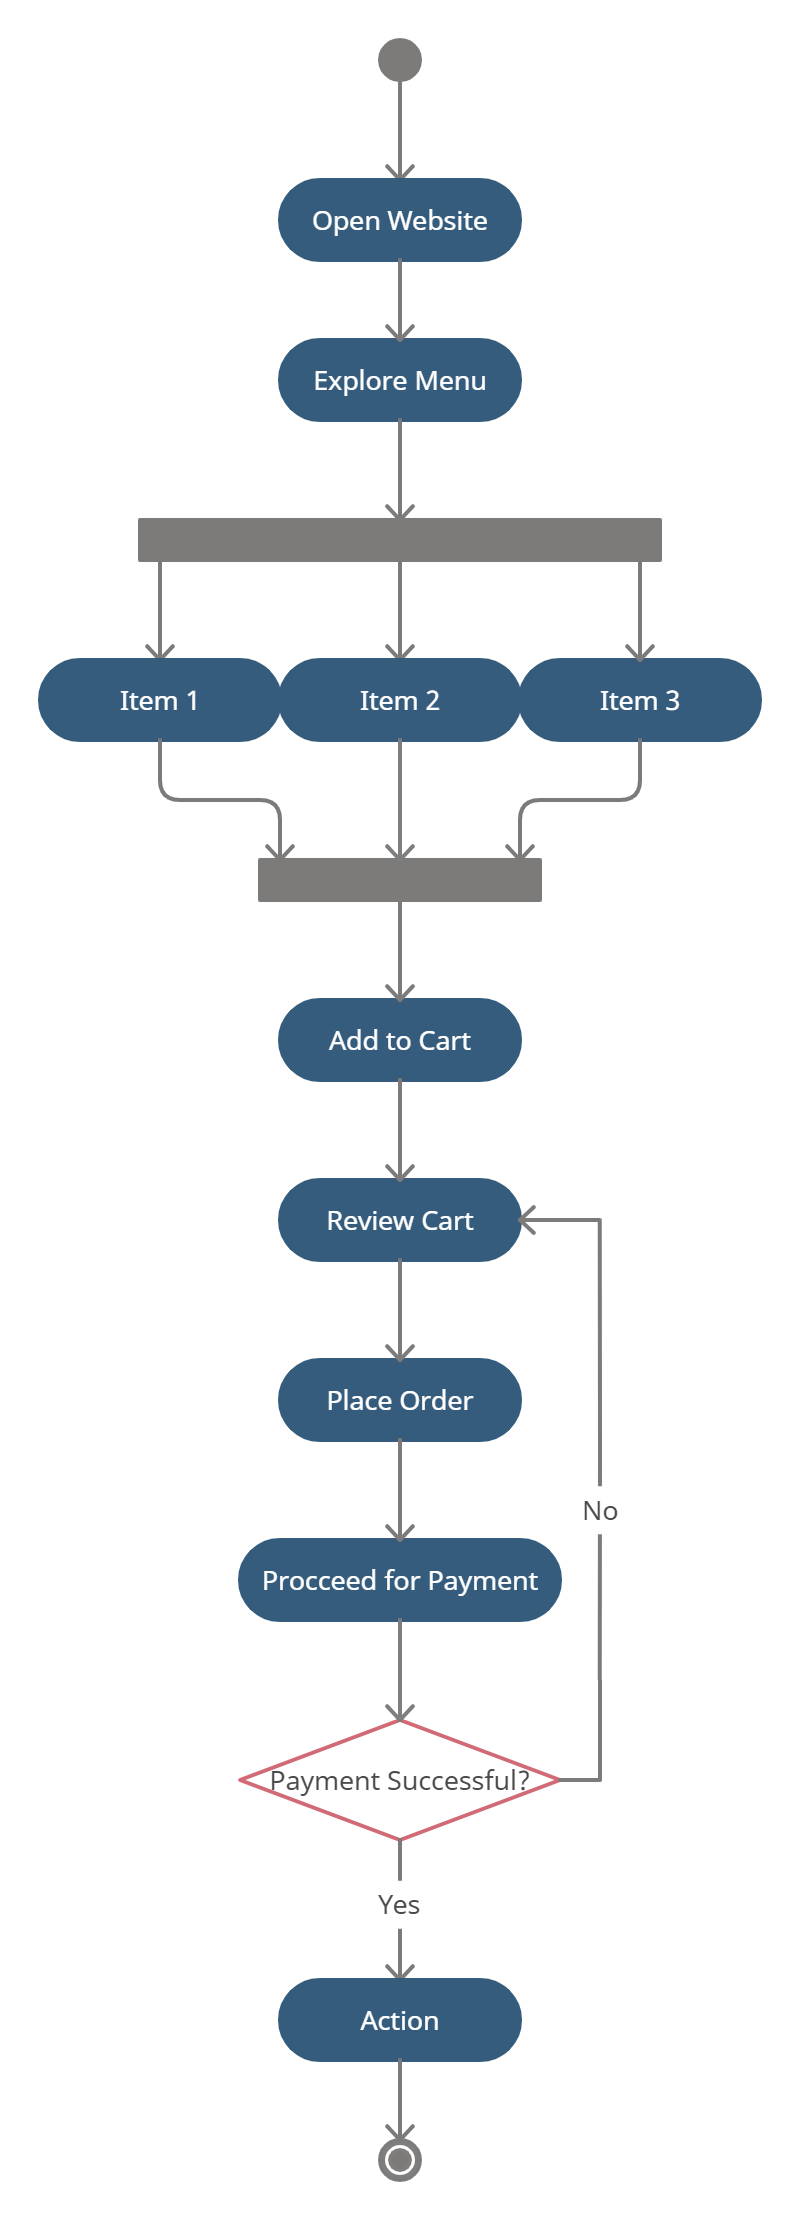 Open Website
Explore Menu
Item 1
Item 2
Item 3
Add to Cart
Review Cart
Place Order
No
Procceed for Payment
Payment Successful?
Yes
Action